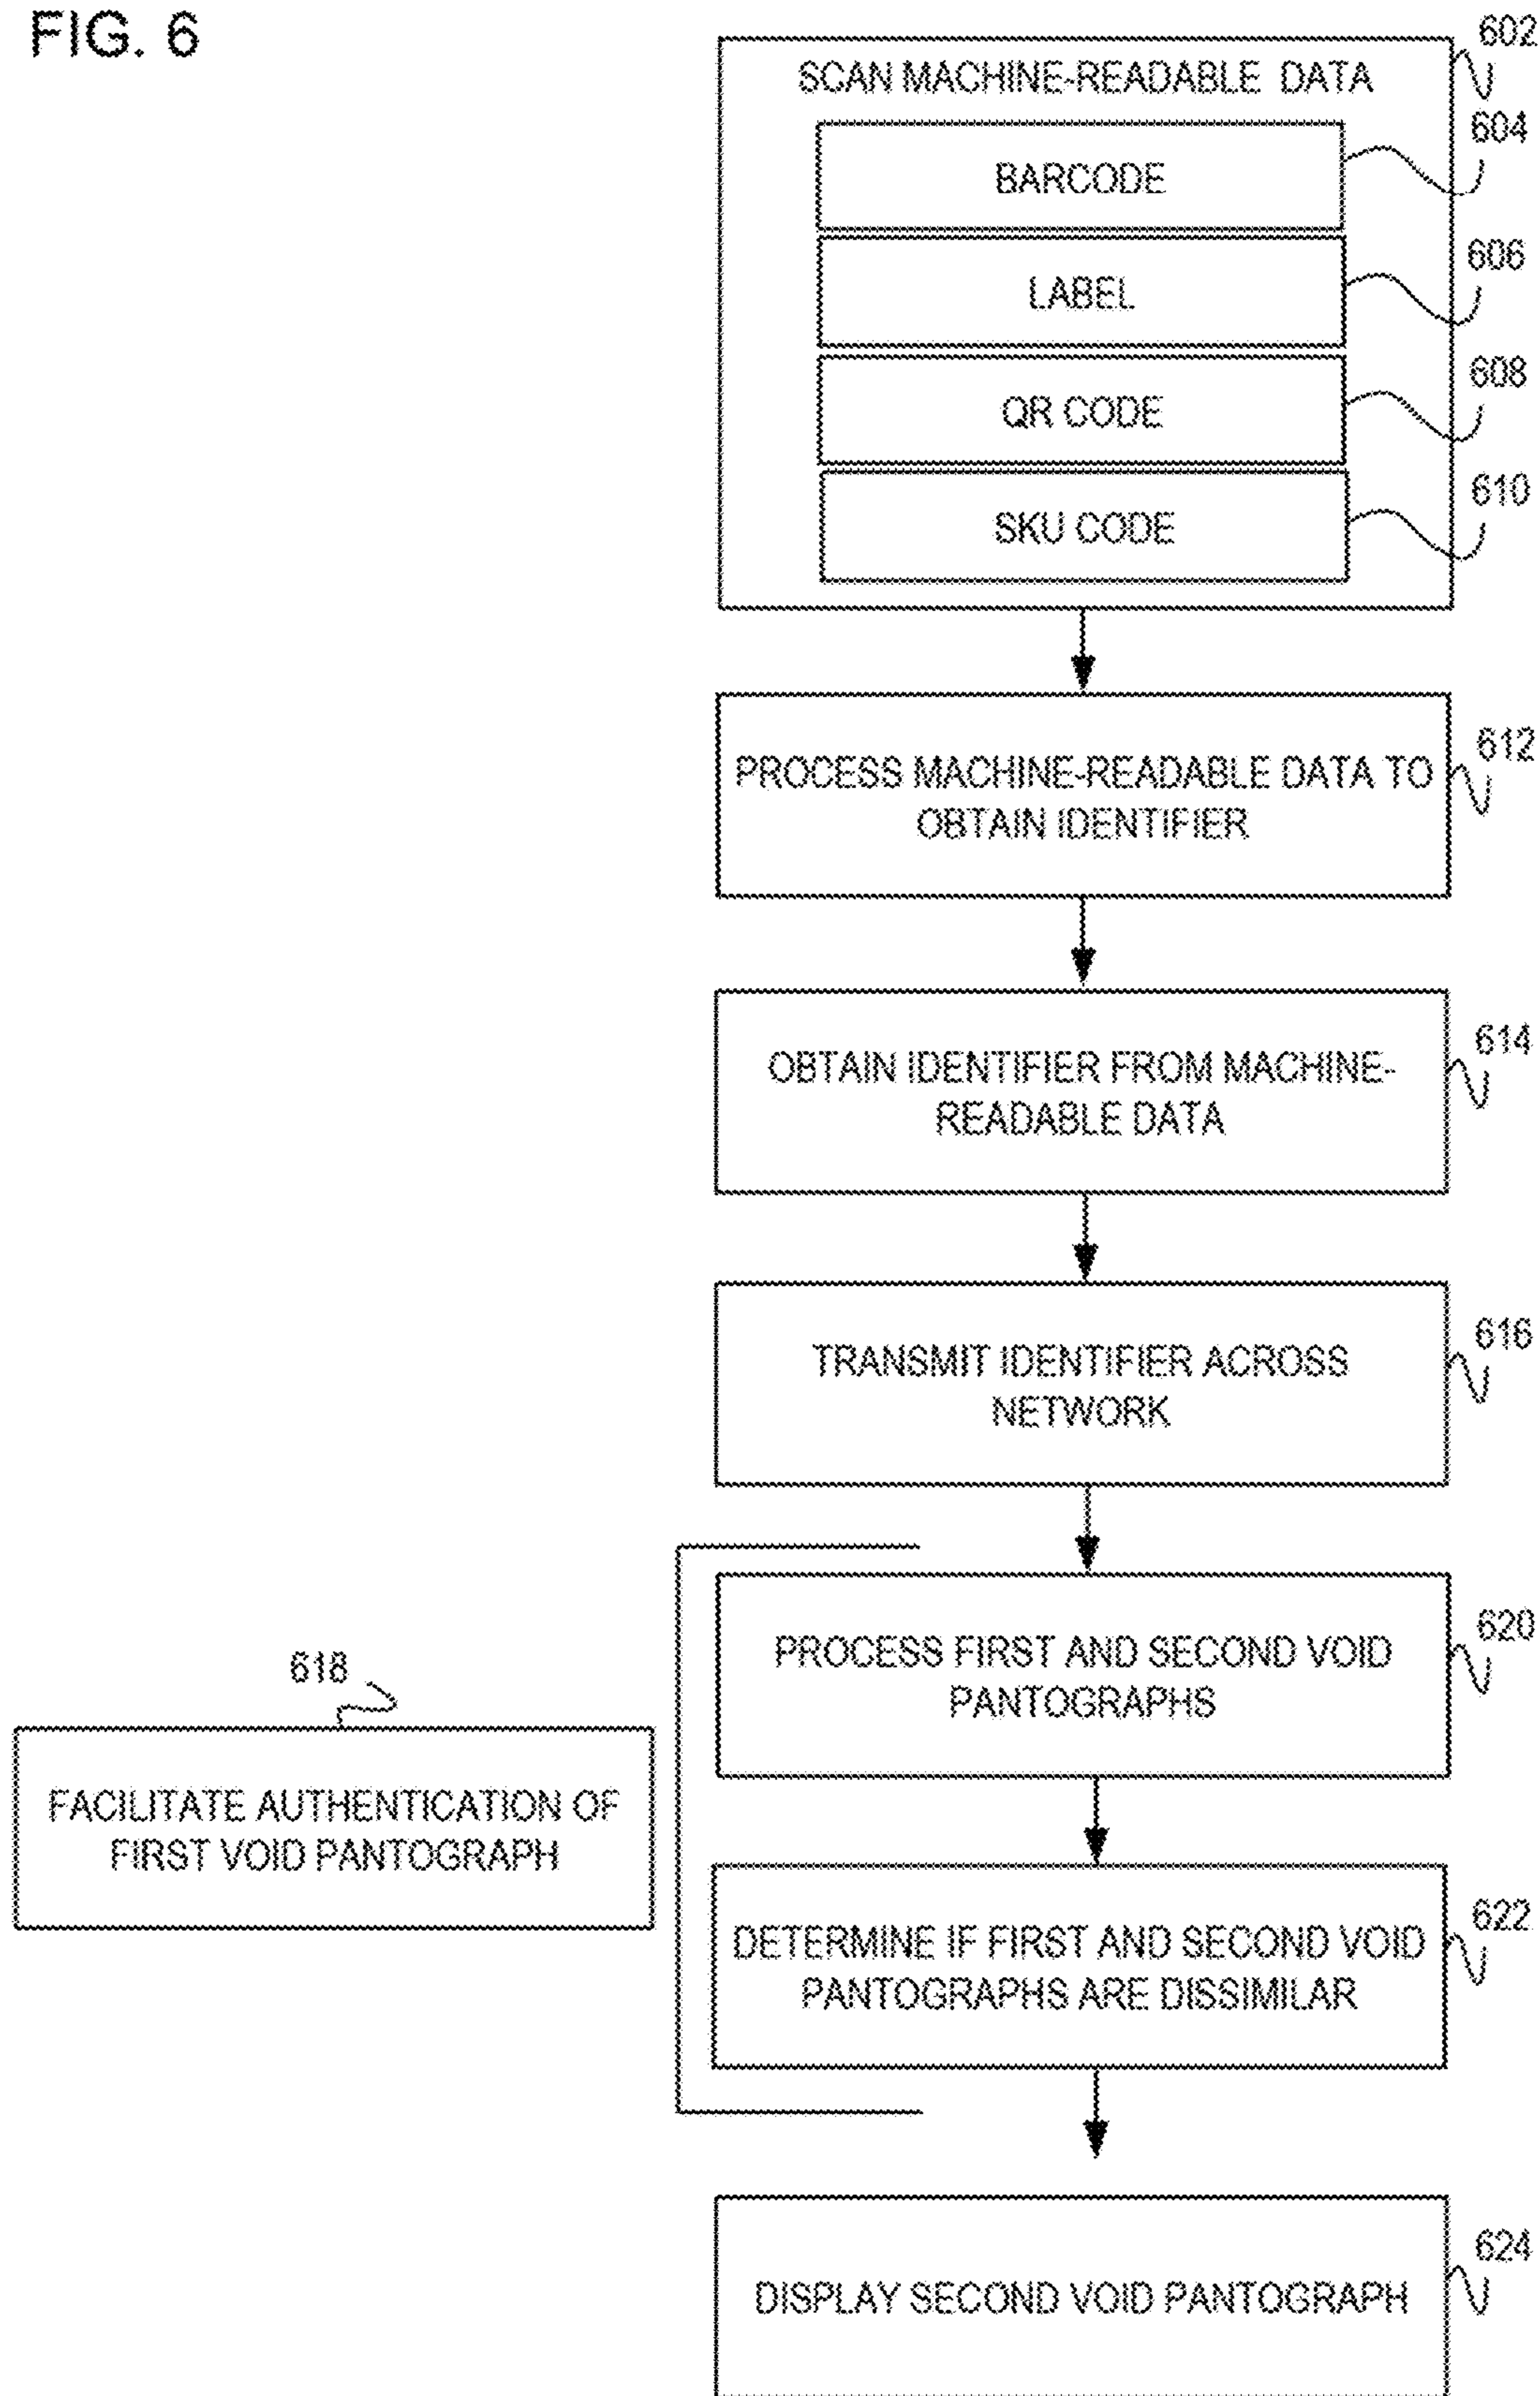 FIG. 6
602
SCAN MACHINE-READABLE DATA
604
BARCODE
606
LABEL
608
QR CODE
610
SKU CODE
612
PROCESS MACHINE-READABLE DATA TO
OBTAIN IDENTIFIER
614
OBTAIN IDENTIFIER FROM MACHINE-
READABLE DATA
616
TRANSMIT IDENTIFIER ACROSS
NETWORK
620
PROCESS FIRST AND SECOND VOID
PANTOGRAPHS
618
FACILITATE AUTHENTICATION OF
FIRST VOID PANTOGRAPH
622
DETERMINE IF FIRST AND SECOND VOID
PANTOGRAPHS ARE DISSIMILAR
624
DISPLAY SECOND VOID PANTOGRAPH